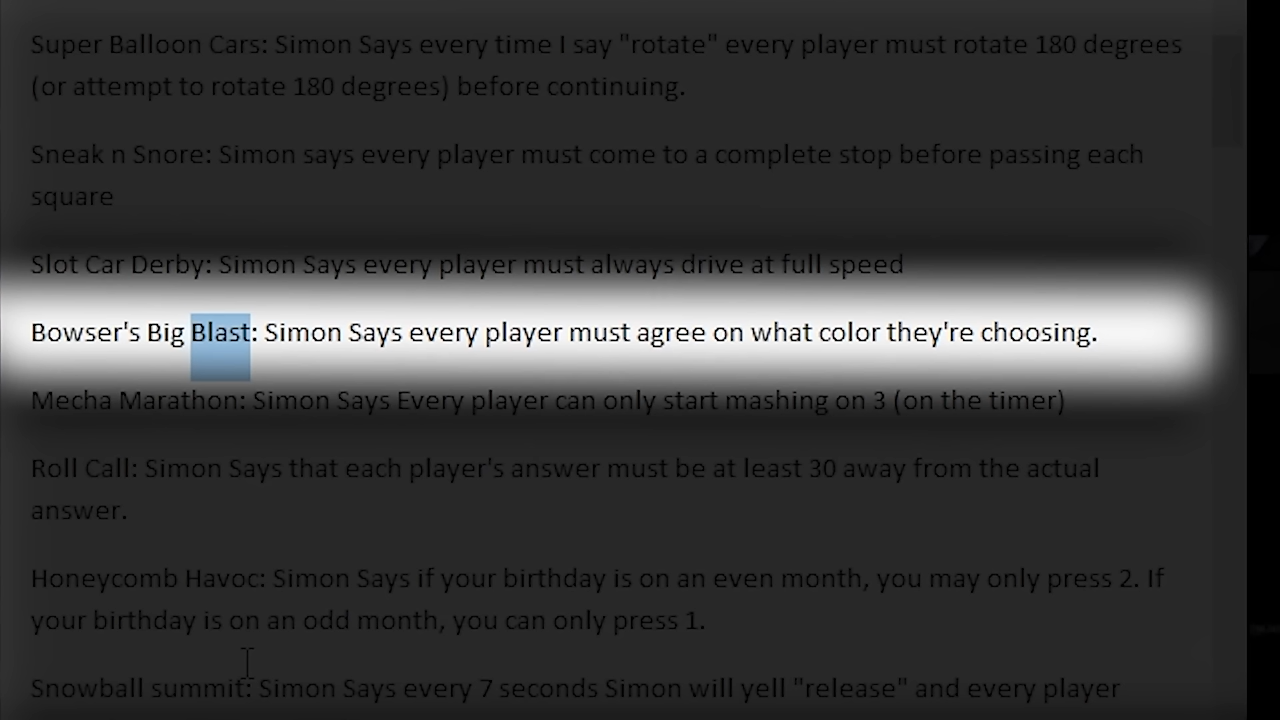 Super Balloon Cars: Simon Says every time I say "rotate" every player must rotate 180 degrees
(or attempt to rotate 180 degrees) before continuing.
Sneak n Snore: Simon says every player must come to a complete stop before passing each
square
Slot Car Derby: Simon Says every player must always drive at full speed
Bowser's Big Blast: Simon Says every player must agree on what color they're choosing.
Mecha Marathon: Simon Says Every player can only start mashing on 3 (on the timer)
Roll Call: Simon Says that each player's answer must be at least 30 away from the actual
answer.
Honeycomb Havoc: Simon Says if your birthday is on an even month, you may only press 2. If
your birthday is on an odd month, you can only press 1.
Snowball summit: Simon Says every 7 seconds Simon will yell "release" and every player